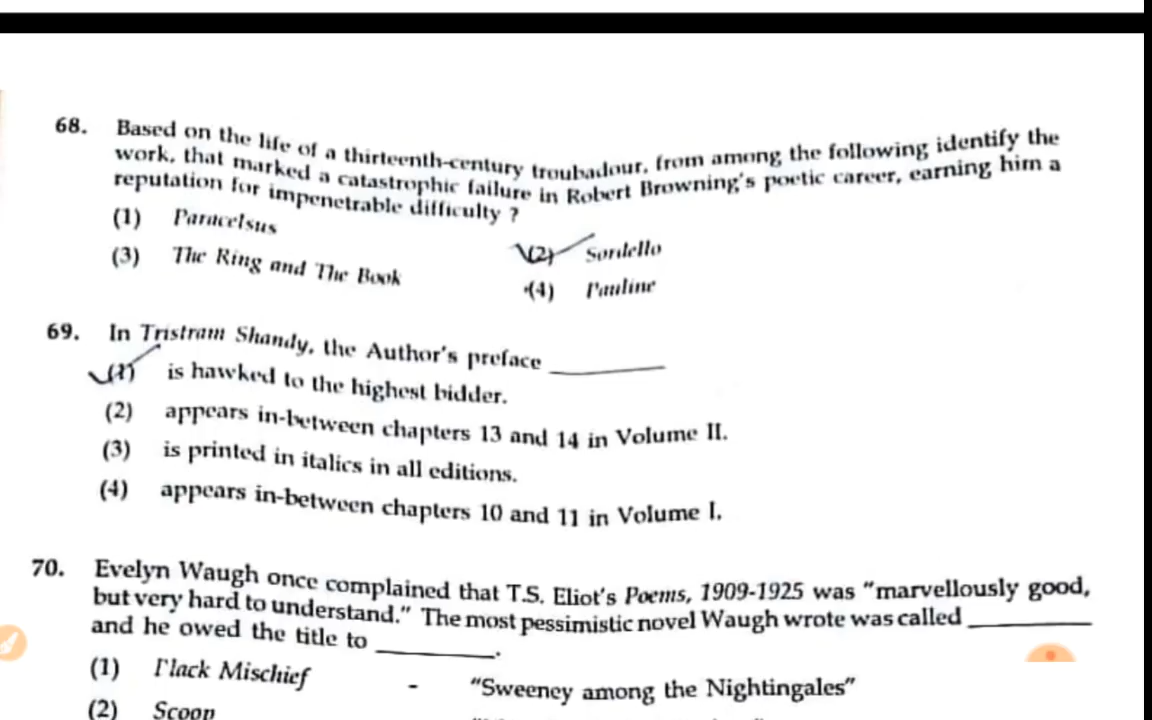 68. Based on the life of a thirteenth-century troubadour, from among the following identify the
work, that marked a catastrophic failure in Robert Browning's poetic career, earning him a
reputation for impenetrable difficulty ?
(1) Paracelsus
(2) Sordello
(3) The Ring and The Book
(4) Pauline
69. In Tristram Shandy, the Author's preface ________
(1) is hawked to the highest bidder.
(2) appears in-between chapters 13 and 14 in Volume II.
(3) is printed in italics in all editions.
(4) appears in-between chapters 10 and 11 in Volume I.
70. Evelyn Waugh once complained that T.S. Eliot's Poems, 1909-1925 was "marvellously good,
but very hard to understand." The most pessimistic novel Waugh wrote was called ________
and he owed the title to ________.
(1) Black Mischief - "Sweeney among the Nightingales"
(2) Scoop